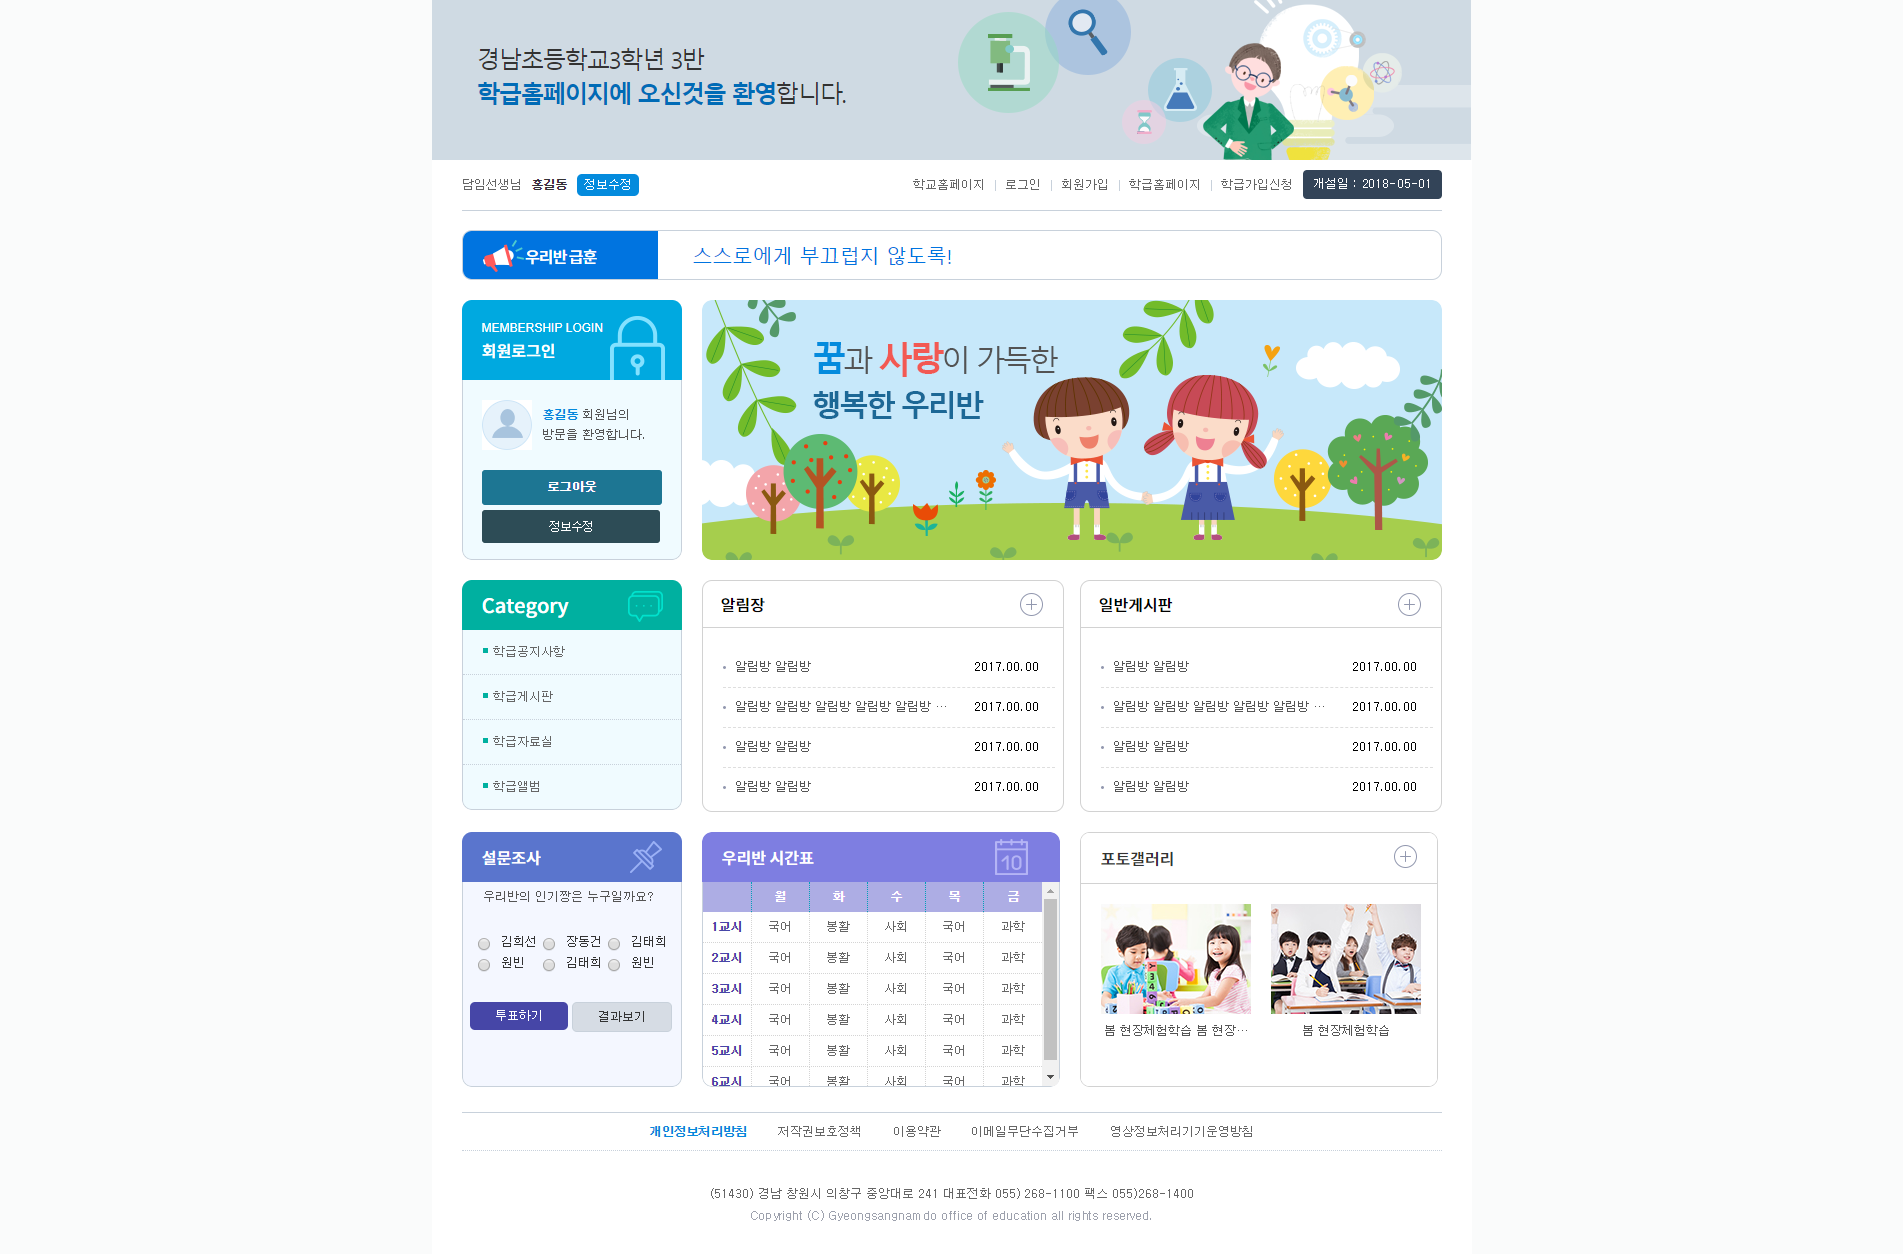 경남초등학교3학년 3반
학급홈페이지에 오신것을 환영합니다.
담임선생님 홍길동 정보수정
학교홈페이지 로그인 회원가입 학급홈페이지 학급가입신청 개설일 : 2018-05-01
우리반급훈 스스로에게 부끄럽지 않도록!
MEMBERSHIP LOGIN
회원로그인
홍길동 회원님의
방문을 환영합니다.
로그아웃
정보수정
꿈과 사랑이 가득한
행복한 우리반
Category
학급공지사항
학급게시판
학급자료실
학급앨범
알림장
알림방 알림방 2017.00.00
알림방 알림방 알림방 알림방 알림방 … 2017.00.00
알림방 알림방 2017.00.00
알림방 알림방 2017.00.00
일반게시판
알림방 알림방 2017.00.00
알림방 알림방 알림방 알림방 알림방 … 2017.00.00
알림방 알림방 2017.00.00
알림방 알림방 2017.00.00
설문조사
우리반의 인기짱은 누구일까요?
김희선 장동건 김태희
원빈 김태희 원빈
투표하기 결과보기
우리반 시간표 10
월 화 수 목 금
1교시 국어 봉활 사회 국어 과학
2교시 국어 봉활 사회 국어 과학
3교시 국어 봉활 사회 국어 과학
4교시 국어 봉활 사회 국어 과학
5교시 국어 봉활 사회 국어 과학
6교시 국어 봉활 사회 국어 과학
포토갤러리
봄 현장체험학습 봄 현장…
봄 현장체험학습
개인정보처리방침 저작권보호정책 이용약관 이메일무단수집거부 영상정보처리기기운영방침
(51430) 경남 창원시 의창구 중앙대로 241 대표전화 055) 268-1100 팩스 055)268-1400
Copyright (C) Gyeongsangnamdo office of education all rights reserved.